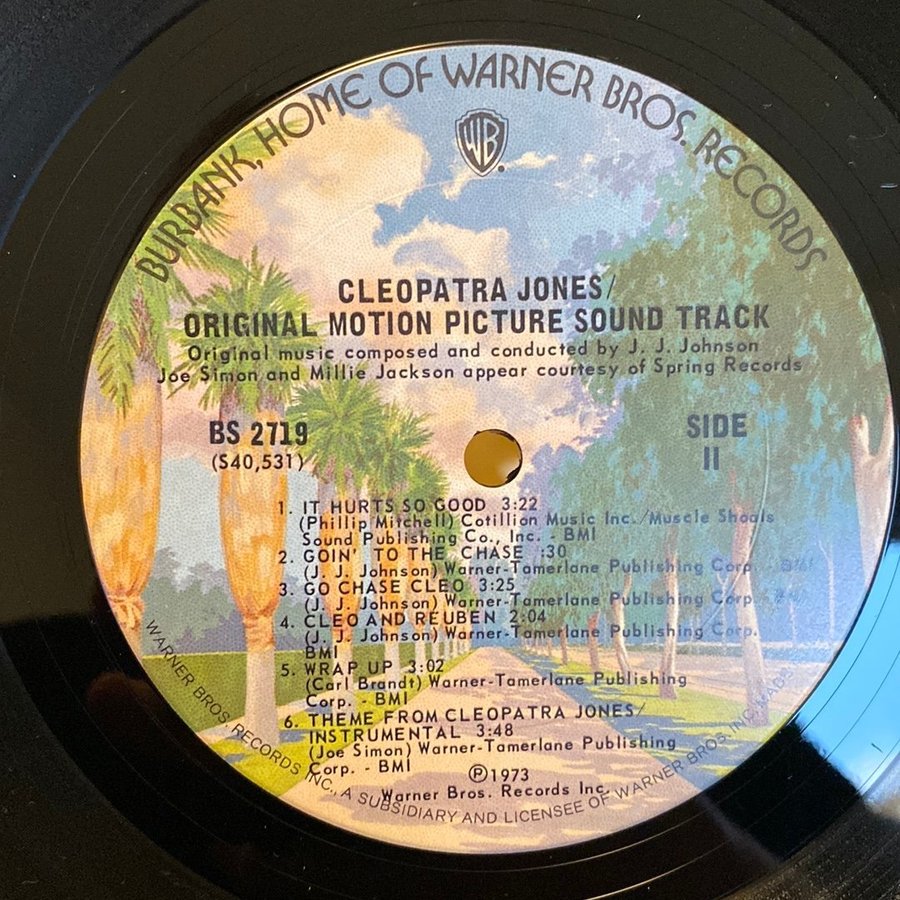 BURBANK, HOME OF WARNER BROS. RECORDS
WB
CLEOPATRA JONES/
ORIGINAL MOTION PICTURE SOUND TRACK
Original music composed and conducted by J. J. Johnson
Joe Simon and Millie Jackson appear courtesy of Spring Records
BS 2719
(S40,531)
SIDE
II
1. IT HURTS SO GOOD 3:22
(Phillip Mitchell) Cotillion Music Inc./Muscle Shoals
Sound Publishing Co., Inc. - BMI
2. GOIN' TO THE CHASE :30
(J. J. Johnson) Warner-Tamerlane Publishing Corp. - BMI
3. GO CHASE CLEO 3:25
(J. J. Johnson) Warner-Tamerlane Publishing Corp.
4. CLEO AND REUBEN 2:04
(J. J. Johnson) Warner-Tamerlane Publishing Corp.
BMI
5. WRAP UP 3:02
(Carl Brandt) Warner-Tamerlane Publishing
Corp. - BMI
6. THEME FROM CLEOPATRA JONES/
INSTRUMENTAL 3:48
(Joe Simon) Warner-Tamerlane Publishing
Corp. - BMI
℗1973
Warner Bros. Records Inc.
WARNER BROS. RECORDS INC., A SUBSIDIARY AND LICENSEE OF WARNER BROS. INC.